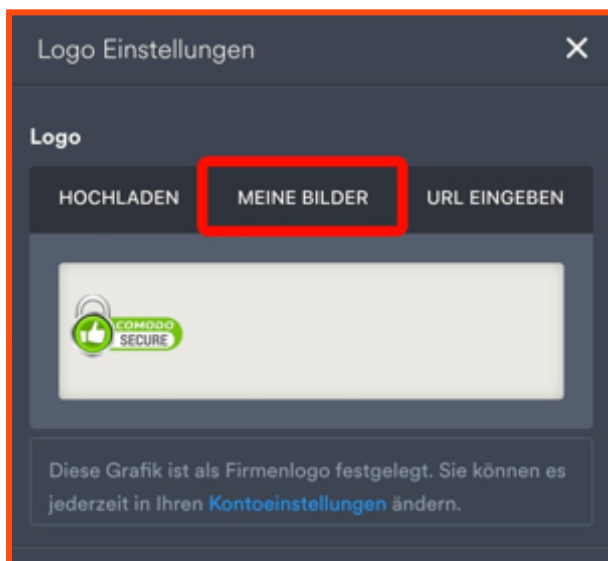 Logo Einstellungen
Logo
HOCHLADEN MEINE BILDER URL EINGEBEN
COMODO
SECURE
Diese Grafik ist als Firmenlogo festgelegt. Sie können es
jederzeit in Ihren Kontoeinstellungen ändern.